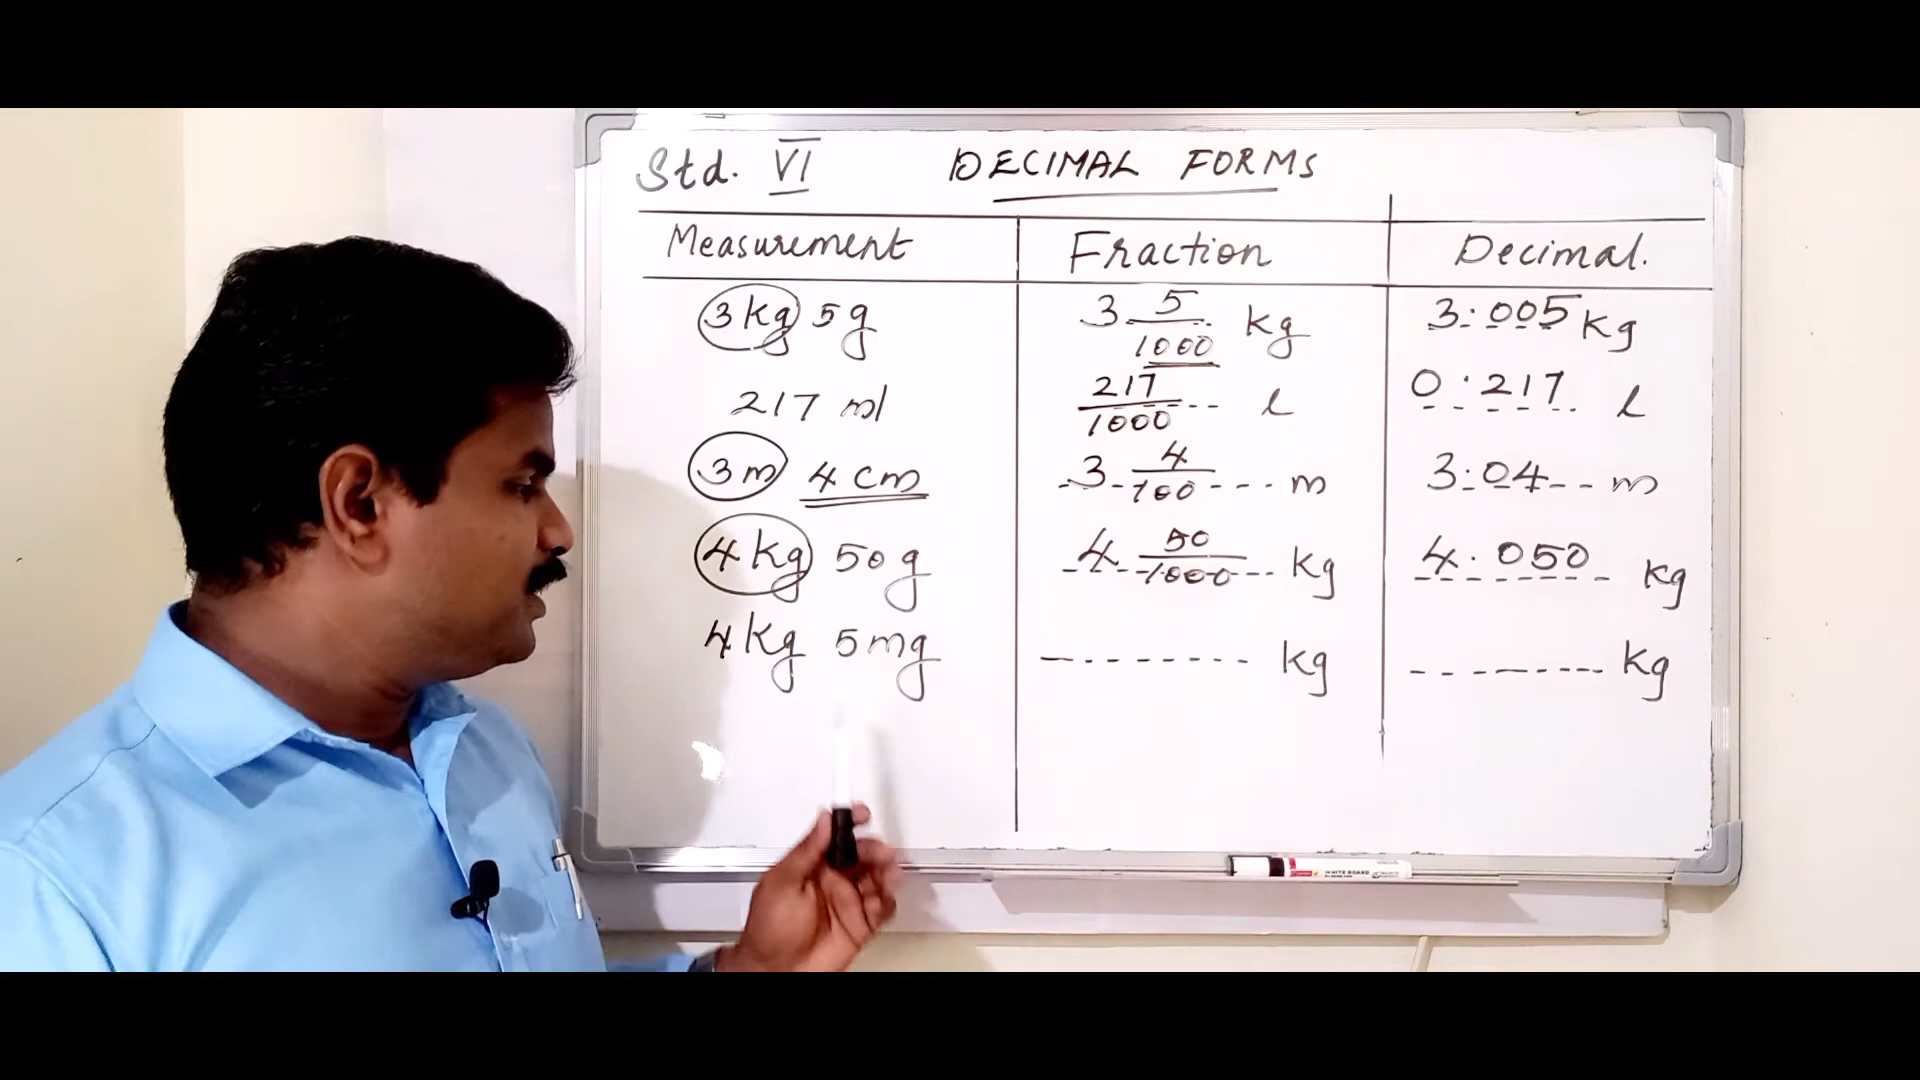 Std. VI DECIMAL FORMS
Measurement Fraction Decimal.
3 kg 5 g 3 5/1000 kg 3.005 kg
217 ml 217/1000 l 0.217 l
3 m 4 cm 3 4/100 m 3.04 m
4 kg 50 g 4 50/1000 kg 4.050 kg
4 kg 5 mg -------- kg -------- kg
WHITE BOARD